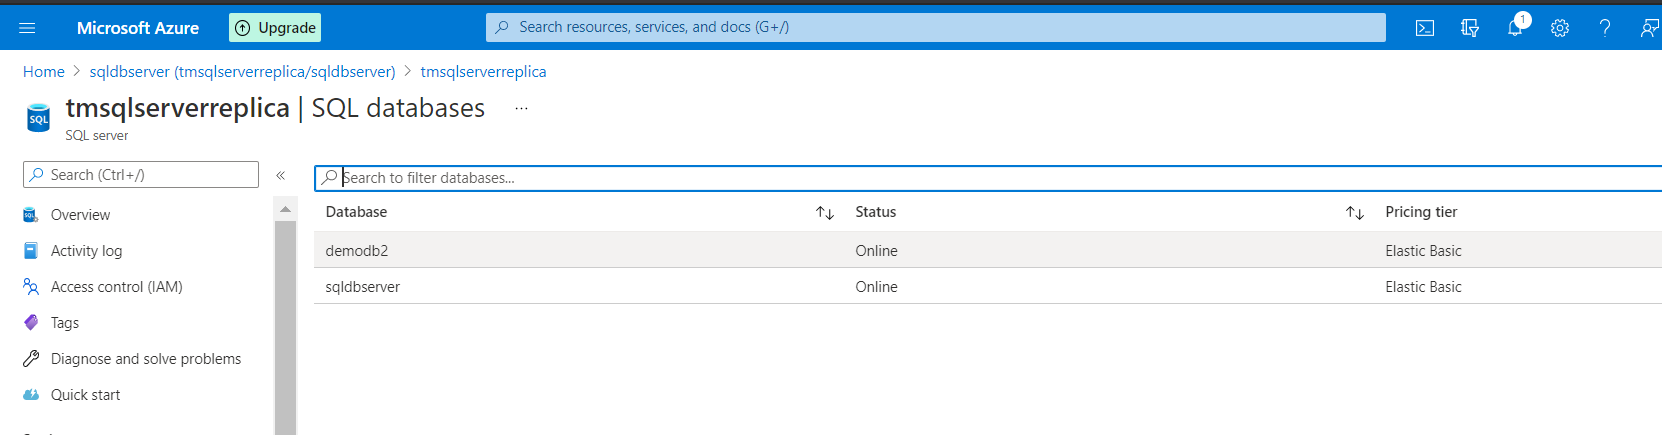 Microsoft Azure Upgrade Search resources, services, and docs (G+/) 1
Home > sqldbserver (tmsqlserverreplica/sqldbserver) > tmsqlserverreplica
tmsqlserverreplica | SQL databases ...
SQL
SQL server
Search (Ctrl+/) «
Search to filter databases...
Overview
Activity log
Access control (IAM)
Tags
Diagnose and solve problems
Quick start
Database Status Pricing tier
demodb2 Online Elastic Basic
sqldbserver Online Elastic Basic